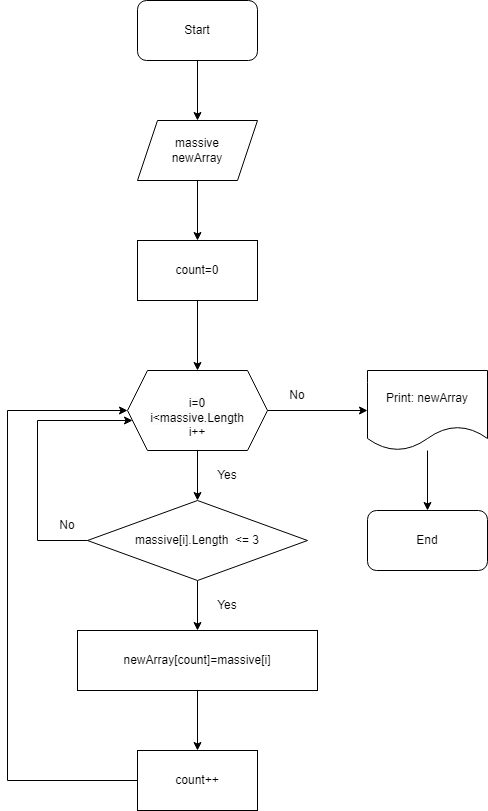 Start
massive
newArray
count=0
i=0
i<massive.Length
i++
No
Print: newArray
Yes
End
No
massive[i].Length <= 3
Yes
newArray[count]=massive[i]
count++